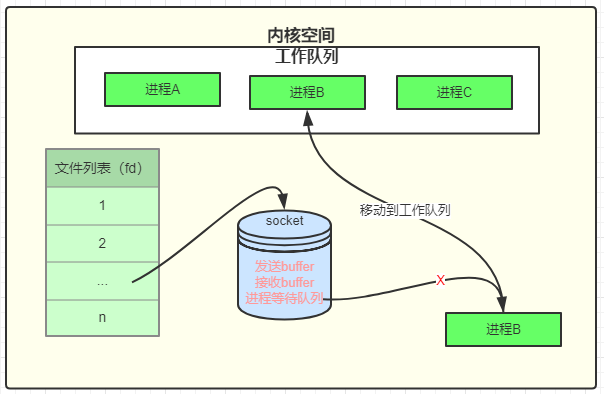 内核空间
工作队列
进程A
进程B
进程C
文件列表（fd）
1
2
...
n
socket
发送buffer
接收buffer
进程等待队列
移动到工作队列
X
进程B